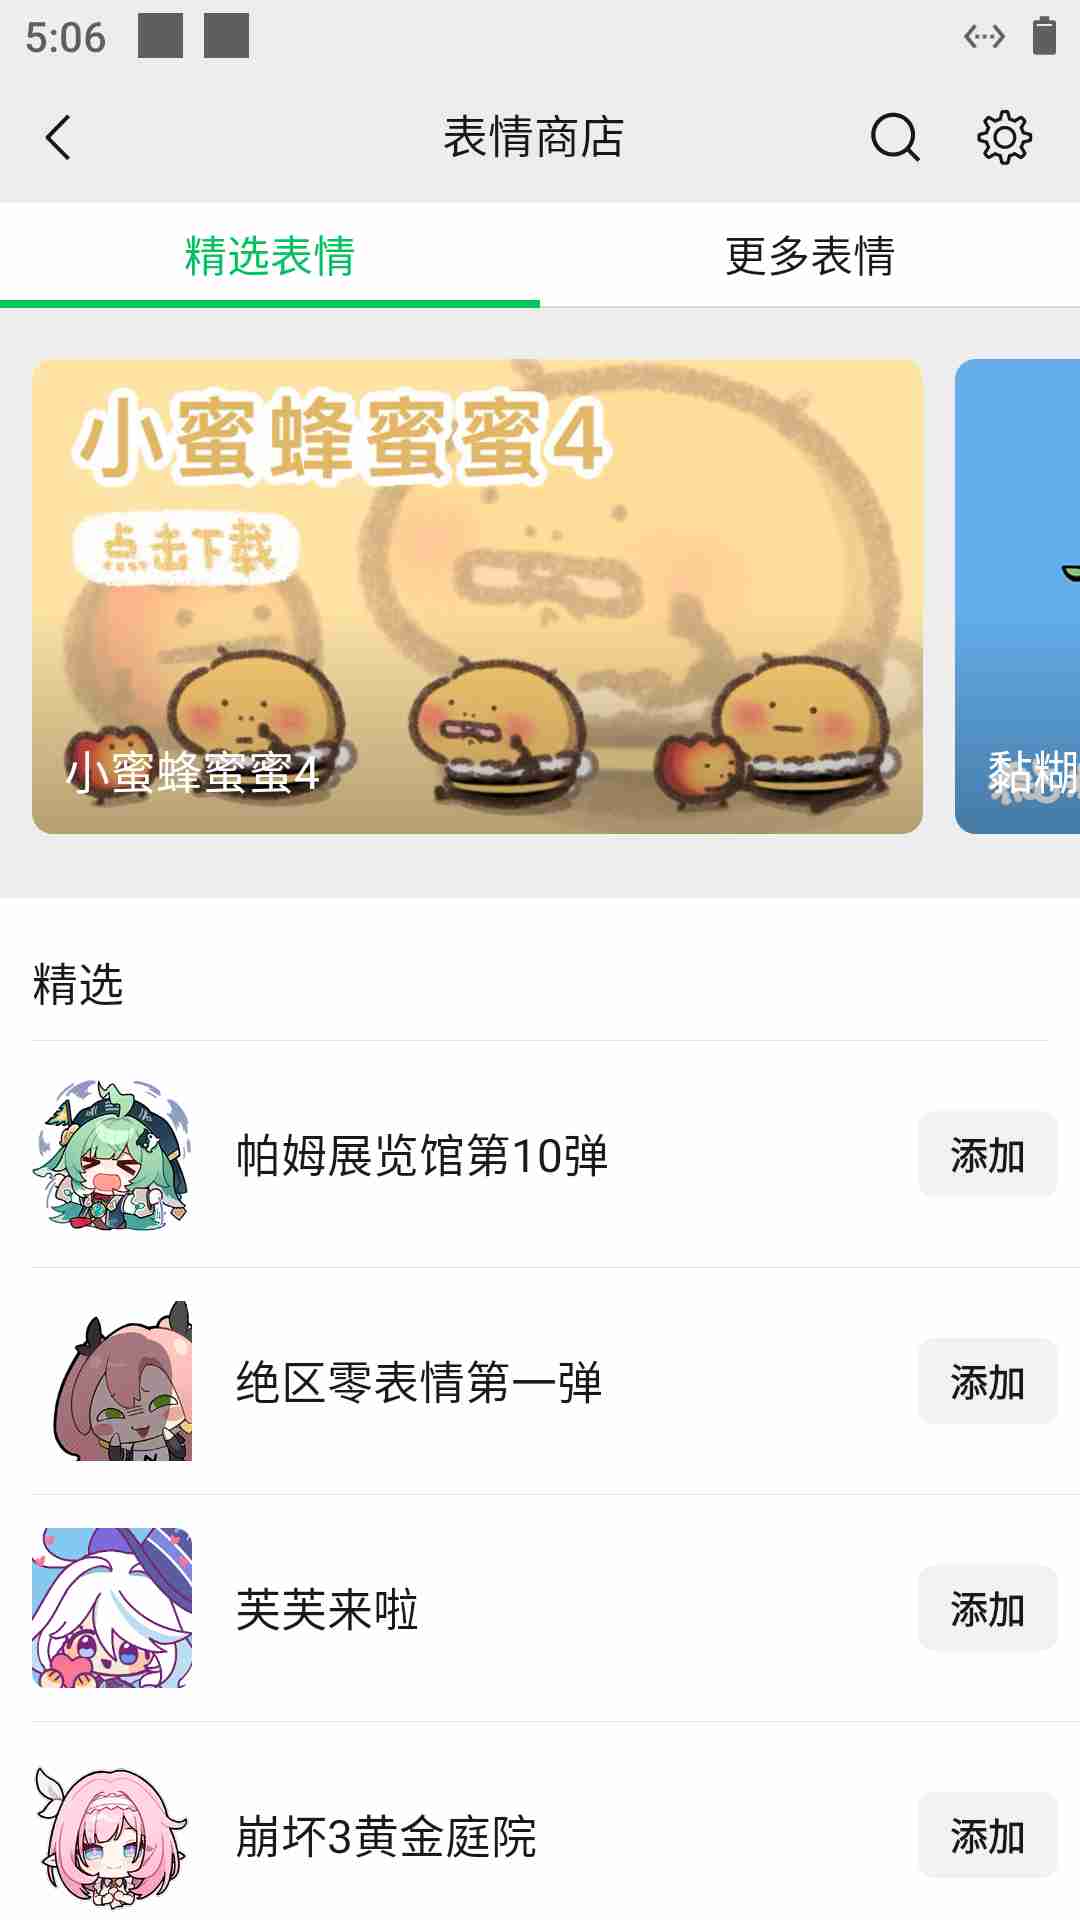 5:06
表情商店
精选表情
更多表情
小蜜蜂蜜蜜4
点击下载
小蜜蜂蜜蜜4
黏糊
精选
帕姆展览馆第10弹
添加
绝区零表情第一弹
添加
芙芙来啦
添加
崩坏3黄金庭院
添加